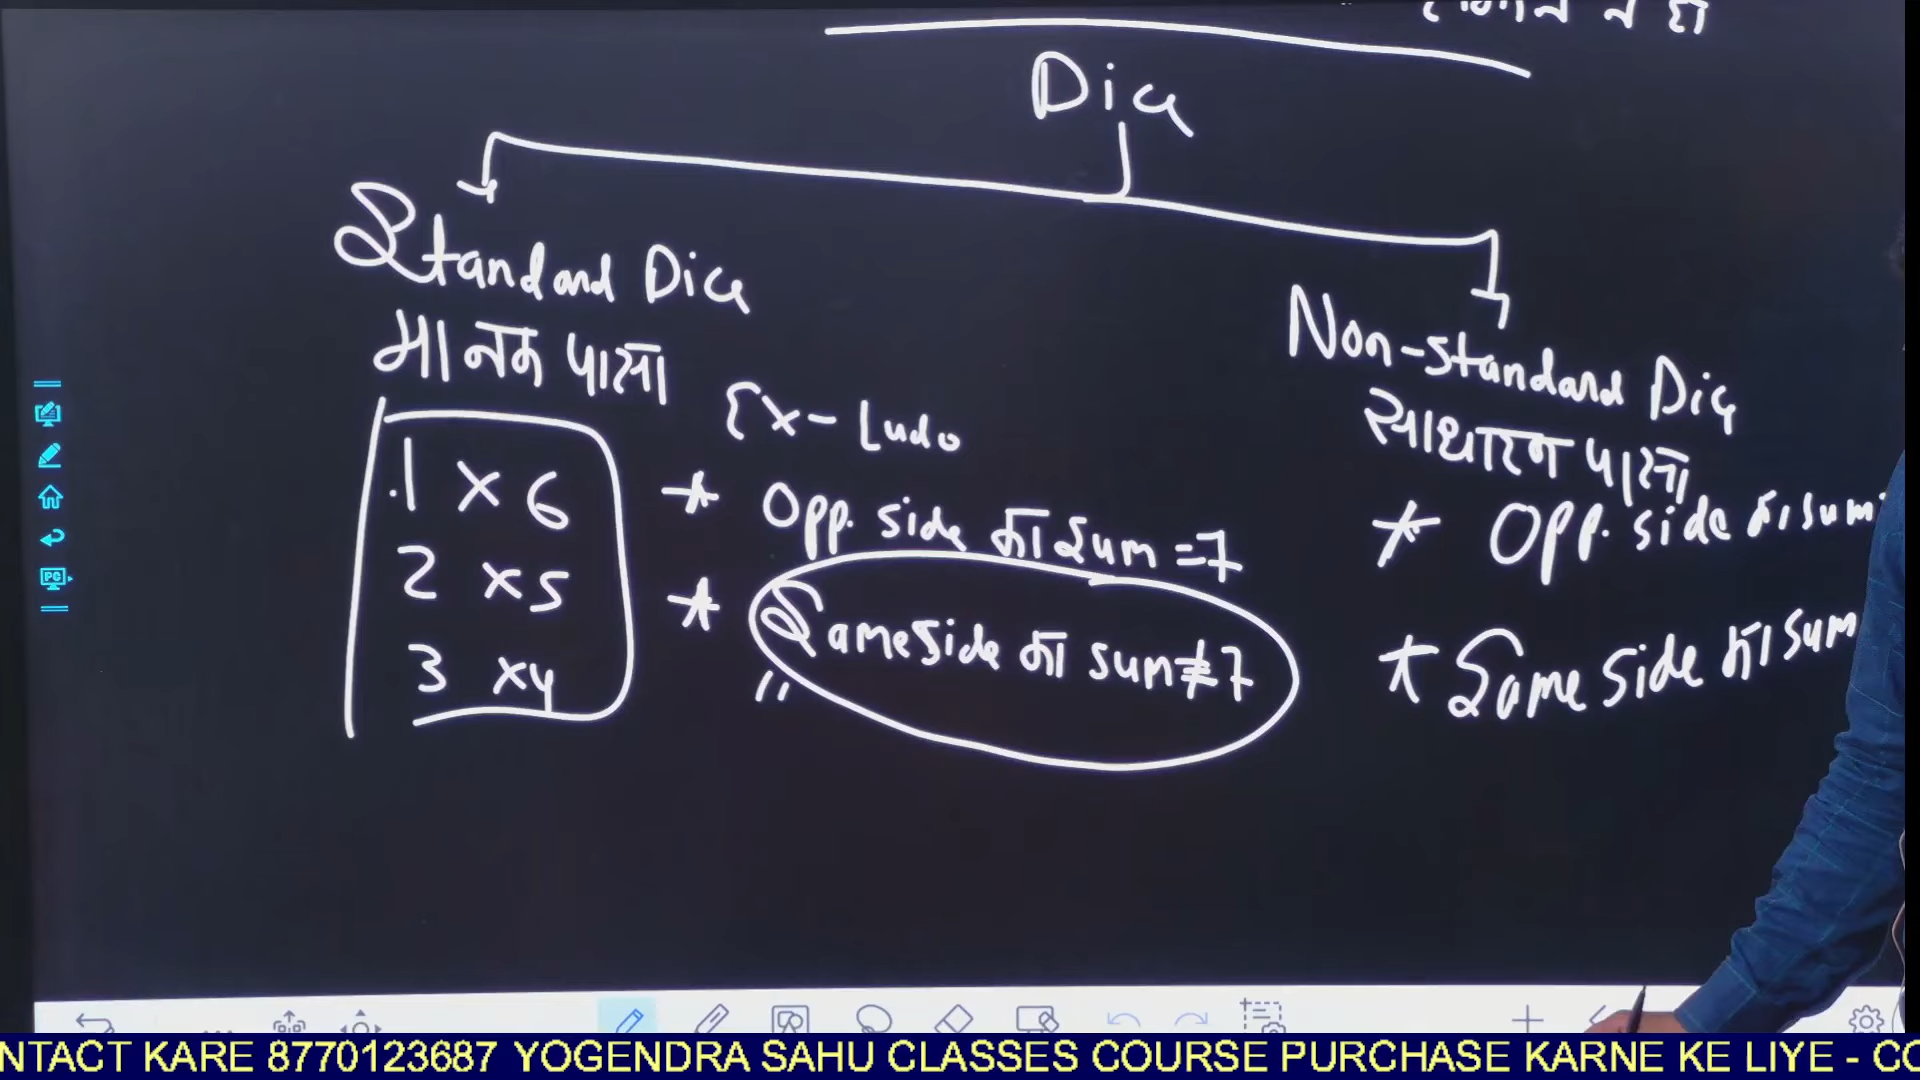 Dice
Standard Dice
मानक पासा
Ex- Ludo
1 × 6
2 × 5
3 × 4
* Opp. side का Sum = 7
* Same side का sum ≠ 7
"
Non-standard Dice
साधारन पासा
* Opp. side का sum
* Same side का sum
PC
NTACT KARE 8770123687 YOGENDRA SAHU CLASSES COURSE PURCHASE KARNE KE LIYE - CO